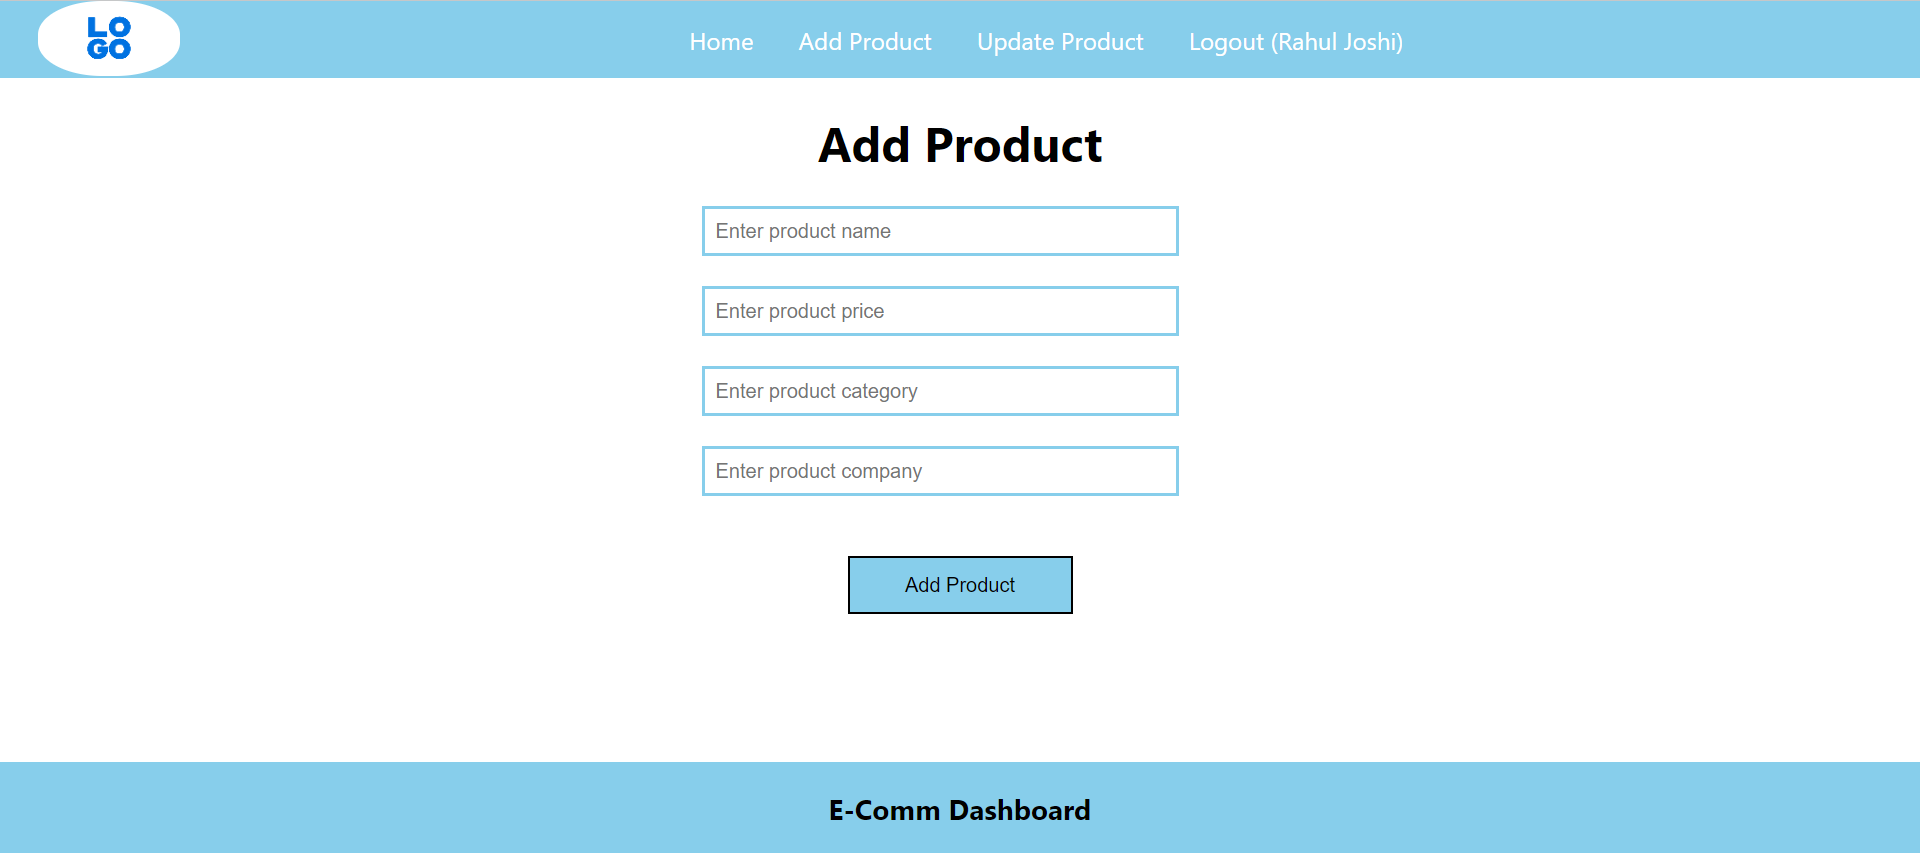 LO
GO
Home Add Product Update Product Logout (Rahul Joshi)
Add Product
Enter product name
Enter product price
Enter product category
Enter product company
Add Product
E-Comm Dashboard